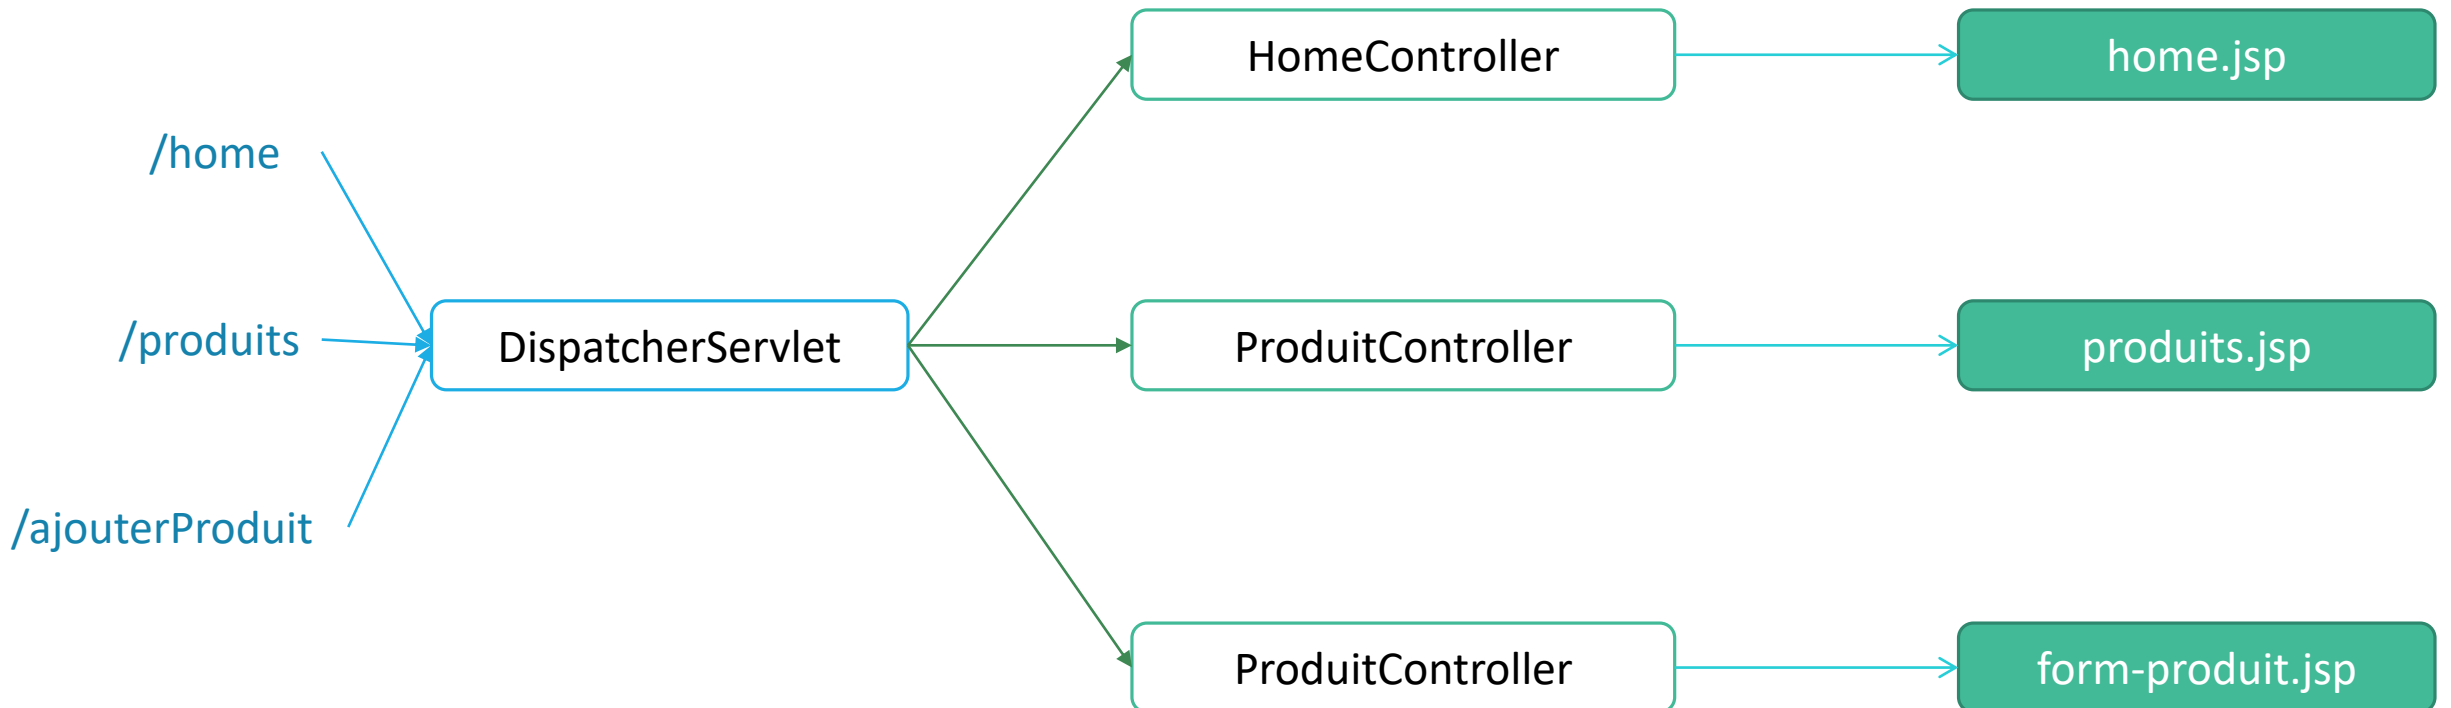 /home
/produits
/ajouterProduit
DispatcherServlet
HomeController
home.jsp
ProduitController
produits.jsp
ProduitController
form-produit.jsp